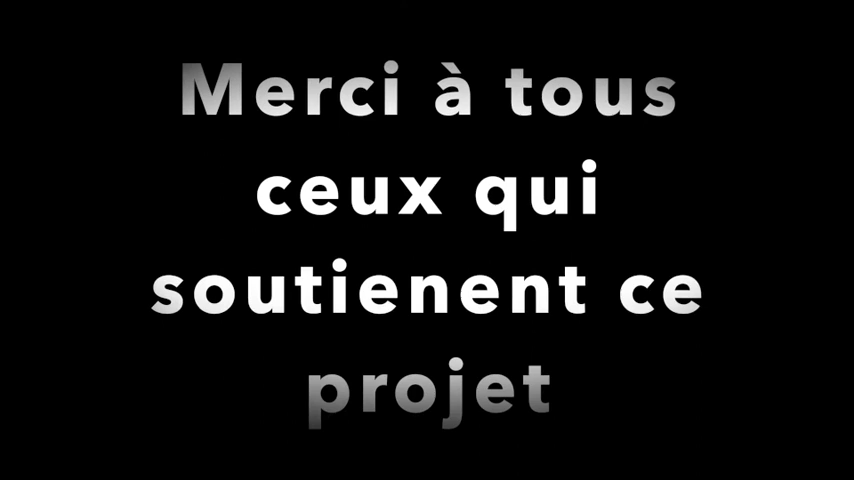 Merci à tous
ceux qui
soutienent ce
projet